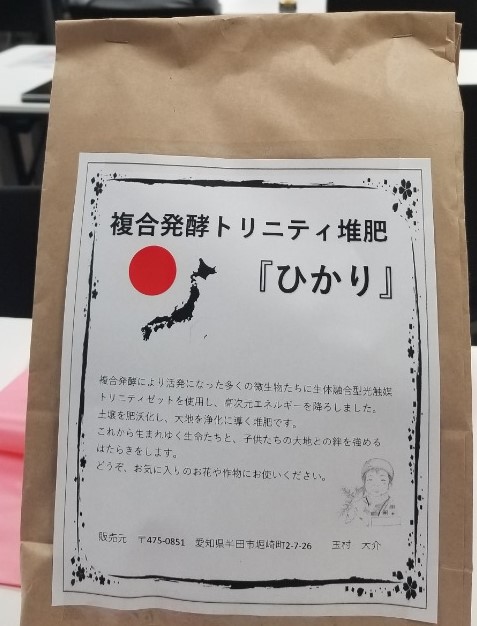 複合発酵トリニティ堆肥
『ひかり』
複合発酵により活発になった多くの微生物たちに生体融合型光触媒
トリニティゼットを使用し、高次元エネルギーを降ろしました。
土壌を肥沃化し、大地を浄化に導く堆肥です。
これから生まれゆく生命たちと、子供たちの大地との絆を強める
はたらきをします。
どうぞ、お気に入りのお花や作物にお使いください。
販売元 〒475-0851 愛知県半田市堀崎町2-7-26 玉村 大介